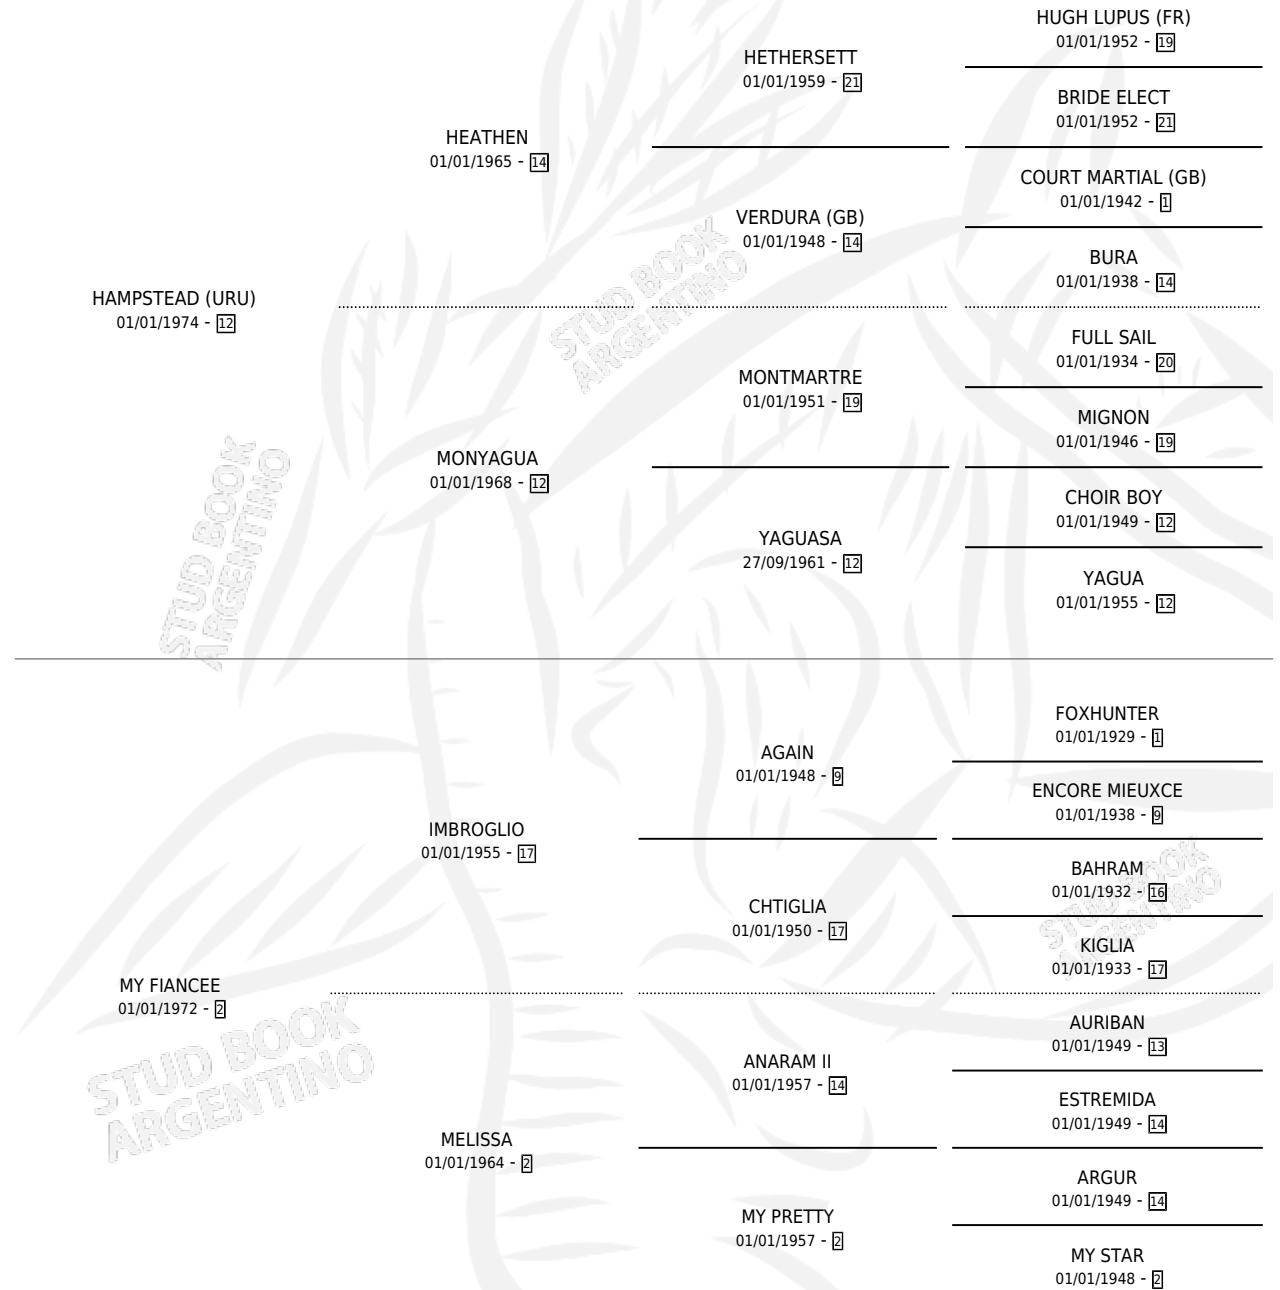 HUGH LUPUS (FR)
01/01/1952 - 19
HETHERSETT
01/01/1959 - 21
BRIDE ELECT
01/01/1952 - 21
HEATHEN
01/01/1965 - 14
COURT MARTIAL (GB)
01/01/1942 - 1
VERDURA (GB)
01/01/1948 - 14
BURA
01/01/1938 - 14
HAMPSTEAD (URU)
01/01/1974 - 12
FULL SAIL
01/01/1934 - 20
MONTMARTRE
01/01/1951 - 19
MIGNON
01/01/1946 - 19
MONYAGUA
01/01/1968 - 12
CHOIR BOY
01/01/1949 - 12
YAGUASA
27/09/1961 - 12
YAGUA
01/01/1955 - 12
FOXHUNTER
01/01/1929 - 1
AGAIN
01/01/1948 - 9
ENCORE MIEUXCE
01/01/1938 - 9
IMBROGLIO
01/01/1955 - 17
BAHRAM
01/01/1932 - 16
CHTIGLIA
01/01/1950 - 17
KIGLIA
01/01/1933 - 17
MY FIANCEE
01/01/1972 - 2
AURIBAN
01/01/1949 - 13
ANARAM II
01/01/1957 - 14
ESTREMIDA
01/01/1949 - 14
MELISSA
01/01/1964 - 2
ARGUR
01/01/1949 - 14
MY PRETTY
01/01/1957 - 2
MY STAR
01/01/1948 - 2
STUD BOOK
ARGENTINO
STUD BOOK
ARGENTINO
STUD BOOK
ARGENTINO
STUD BOOK
ARGENTINO